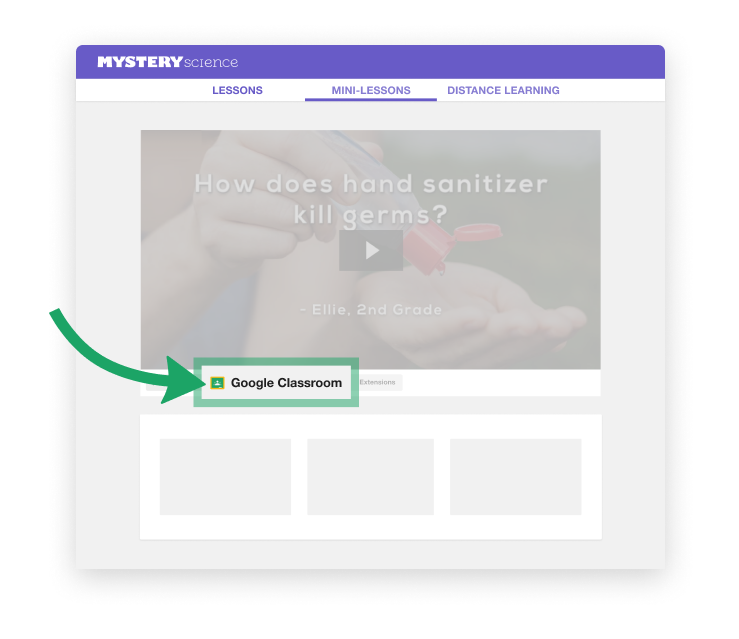 MYSTERYscience
LESSONS
MINI-LESSONS
DISTANCE LEARNING
How does hand sanitizer
kill germs?
- Ellie, 2nd Grade
Google Classroom
Extensions